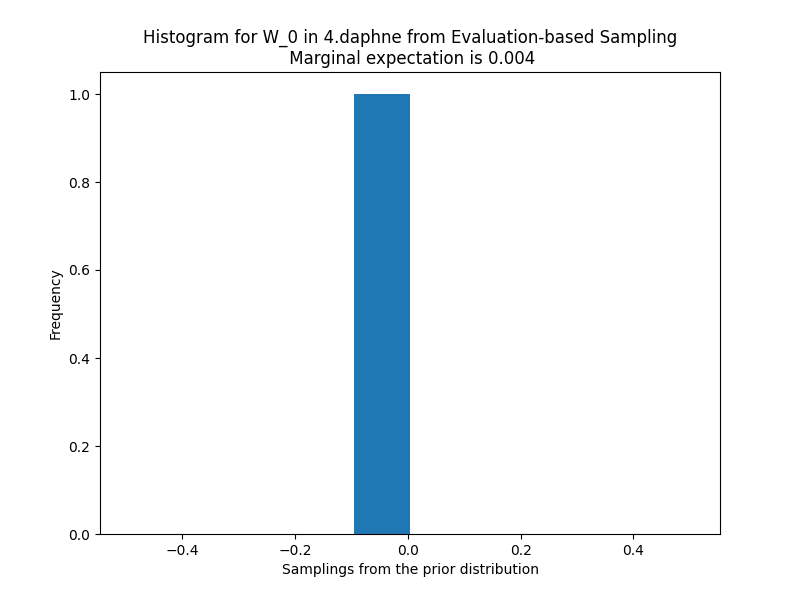 Histogram for W_0 in 4.daphne from Evaluation-based Sampling
Marginal expectation is 0.004
1.0
0.8
0.6
0.4
0.2
0.0
Frequency
−0.4 −0.2 0.0 0.2 0.4
Samplings from the prior distribution